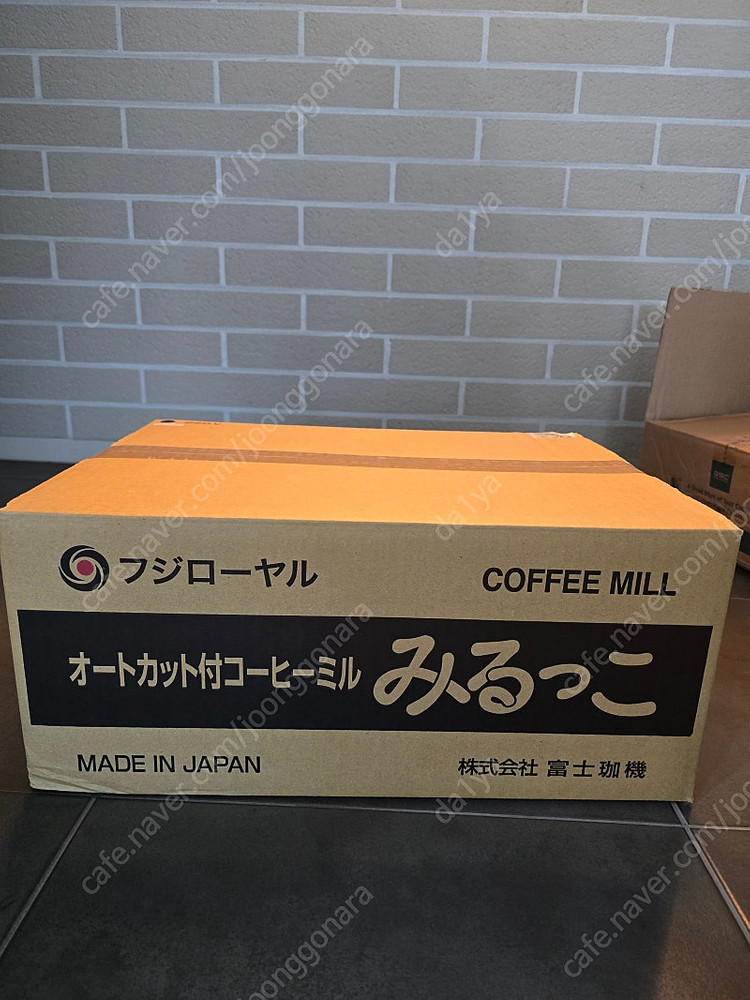 フジローヤル
COFFEE MILL
オートカット付コーヒーミル みるっこ
MADE IN JAPAN
株式会社 富士珈機
cafe.naver.com/joonggonara
da1ya